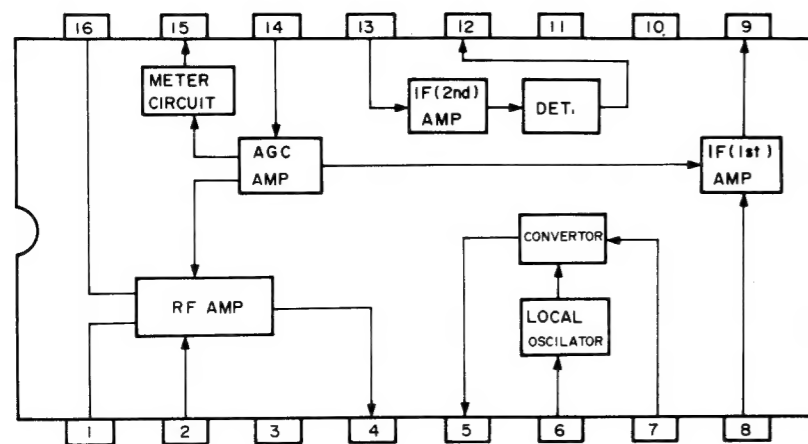 16 15 14 13 12 11 10 9
METER
CIRCUIT
IF(2nd)
AMP
DET.
AGC
AMP
IF(1st)
AMP
CONVERTOR
RF AMP
LOCAL
OSCILATOR
1 2 3 4 5 6 7 8